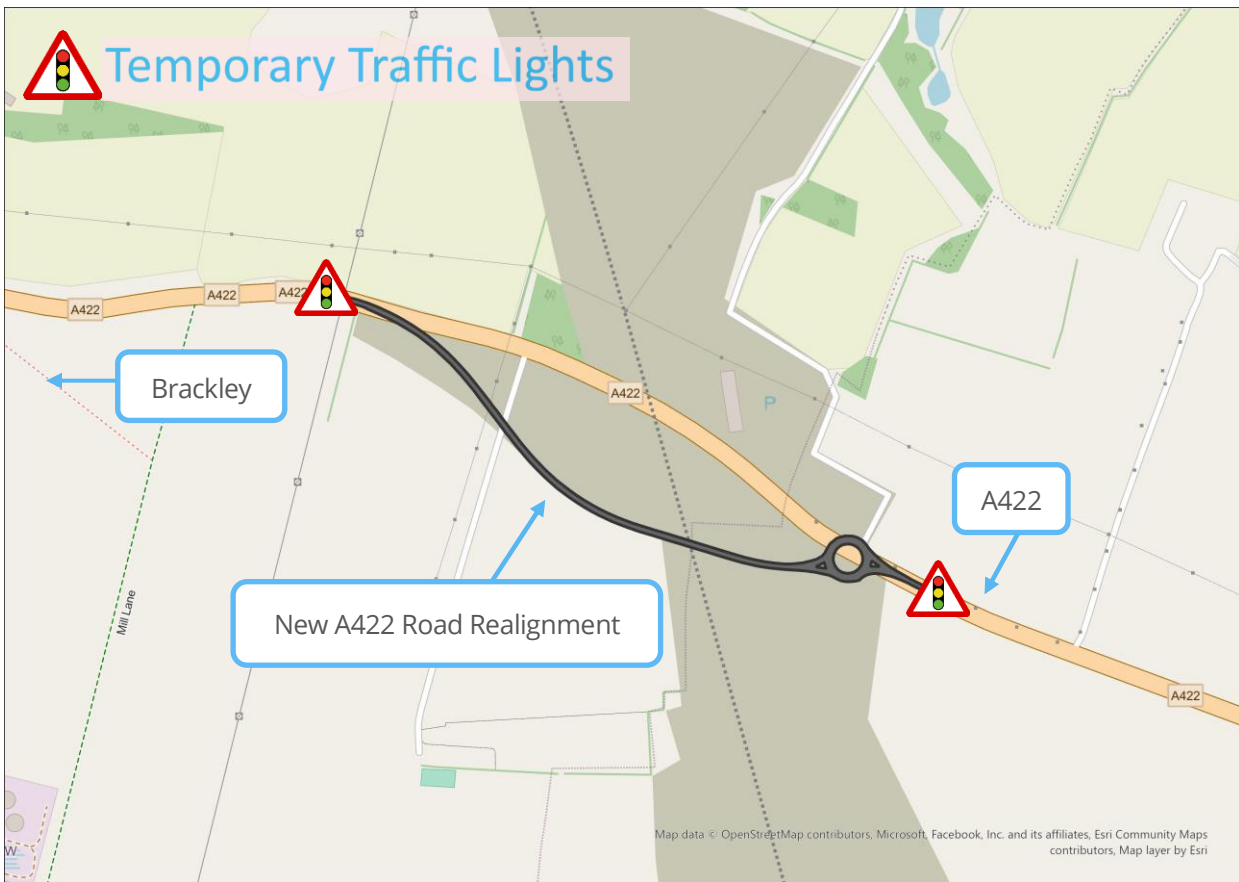 Temporary Traffic Lights
A422
A422
A422
Brackley
A422
P
A422
New A422 Road Realignment
Mill Lane
A422
W
Map data © OpenStreetMap contributors, Microsoft, Facebook, Inc. and its affiliates, Esri Community Maps
contributors, Map layer by Esri